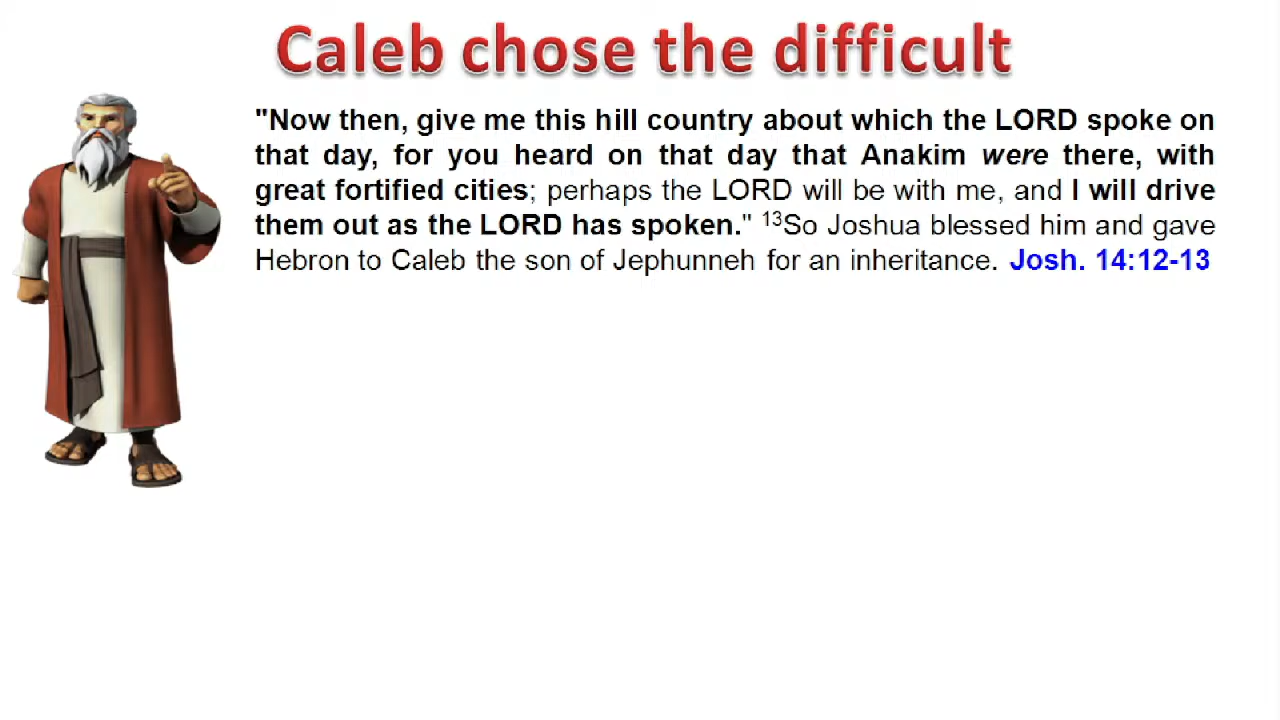 Caleb chose the difficult
"Now then, give me this hill country about which the LORD spoke on
that day, for you heard on that day that Anakim were there, with
great fortified cities; perhaps the LORD will be with me, and I will drive
them out as the LORD has spoken." 13So Joshua blessed him and gave
Hebron to Caleb the son of Jephunneh for an inheritance. Josh. 14:12-13